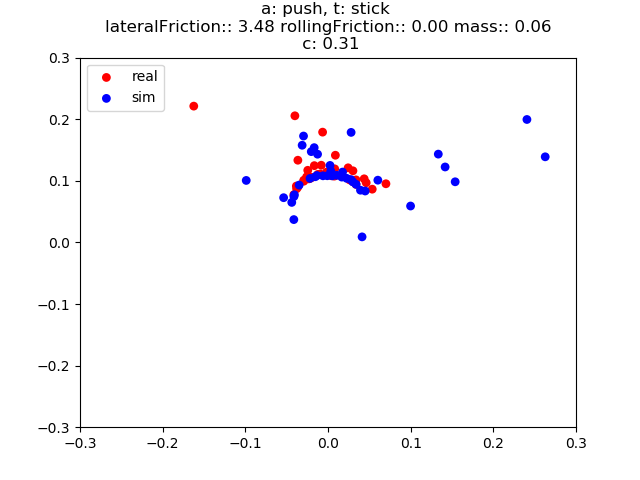 a: push, t: stick
lateralFriction:: 3.48 rollingFriction:: 0.00 mass:: 0.06
c: 0.31
real
sim
0.3
0.2
0.1
0.0
−0.1
−0.2
−0.3
−0.3 −0.2 −0.1 0.0 0.1 0.2 0.3